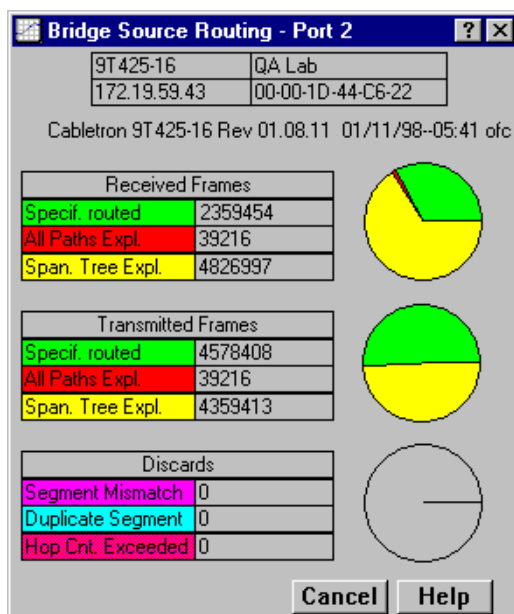 Bridge Source Routing - Port 2
9T425-16 QA Lab
172.19.59.43 00-00-1D-44-C6-22
Cabletron 9T425-16 Rev 01.08.11 01/11/98--05:41 ofc
Received Frames
Specif. routed 2359454
All Paths Expl. 39216
Span. Tree Expl. 4826997
Transmitted Frames
Specif. routed 4578408
All Paths Expl. 39216
Span. Tree Expl. 4359413
Discards
Segment Mismatch 0
Duplicate Segment 0
Hop Cnt. Exceeded 0
Cancel Help